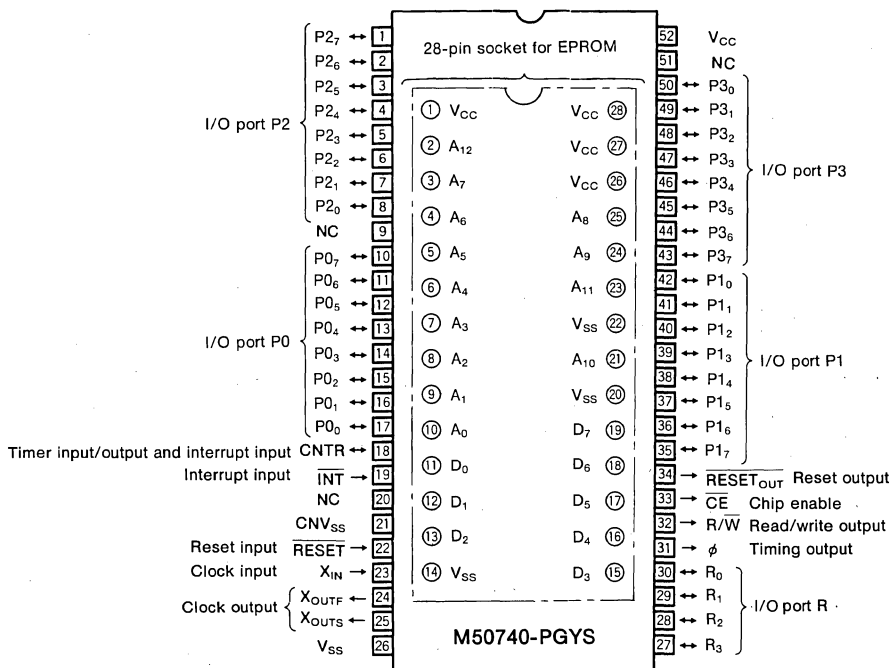 28-pin socket for EPROM
I/O port P2
P2₇ ↔ 1
P2₆ ↔ 2
P2₅ ↔ 3
P2₄ ↔ 4
P2₃ ↔ 5
P2₂ ↔ 6
P2₁ ↔ 7
P2₀ ↔ 8
NC 9
I/O port P0
P0₇ ↔ 10
P0₆ ↔ 11
P0₅ ↔ 12
P0₄ ↔ 13
P0₃ ↔ 14
P0₂ ↔ 15
P0₁ ↔ 16
P0₀ ↔ 17
Timer input/output and interrupt input CNTR ↔ 18
Interrupt input I̅N̅T̅ → 19
NC 20
CNVSS 21
Reset input R̅E̅S̅E̅T̅ → 22
Clock input XIN → 23
Clock output
XOUTF ← 24
XOUTS ← 25
VSS 26
① VCC
② A₁₂
③ A₇
④ A₆
⑤ A₅
⑥ A₄
⑦ A₃
⑧ A₂
⑨ A₁
⑩ A₀
⑪ D₀
⑫ D₁
⑬ D₂
⑭ VSS
VCC ㉘
VCC ㉗
VCC ㉖
A₈ ㉕
A₉ ㉔
A₁₁ ㉓
VSS ㉒
A₁₀ ㉑
VSS ⑳
D₇ ⑲
D₆ ⑱
D₅ ⑰
D₄ ⑯
D₃ ⑮
M50740-PGYS
52 VCC
51 NC
50 ↔ P3₀
49 ↔ P3₁
48 ↔ P3₂
47 ↔ P3₃
46 ↔ P3₄
45 ↔ P3₅
44 ↔ P3₆
43 ↔ P3₇
I/O port P3
42 ↔ P1₀
41 ↔ P1₁
40 ↔ P1₂
39 ↔ P1₃
38 ↔ P1₄
37 ↔ P1₅
36 ↔ P1₆
35 ↔ P1₇
I/O port P1
34 → R̅E̅S̅E̅T̅O̅U̅T̅ Reset output
33 → C̅E̅ Chip enable
32 → R/W̅ Read/write output
31 → ϕ Timing output
30 ↔ R₀
29 ↔ R₁
28 ↔ R₂
27 ↔ R₃
I/O port R